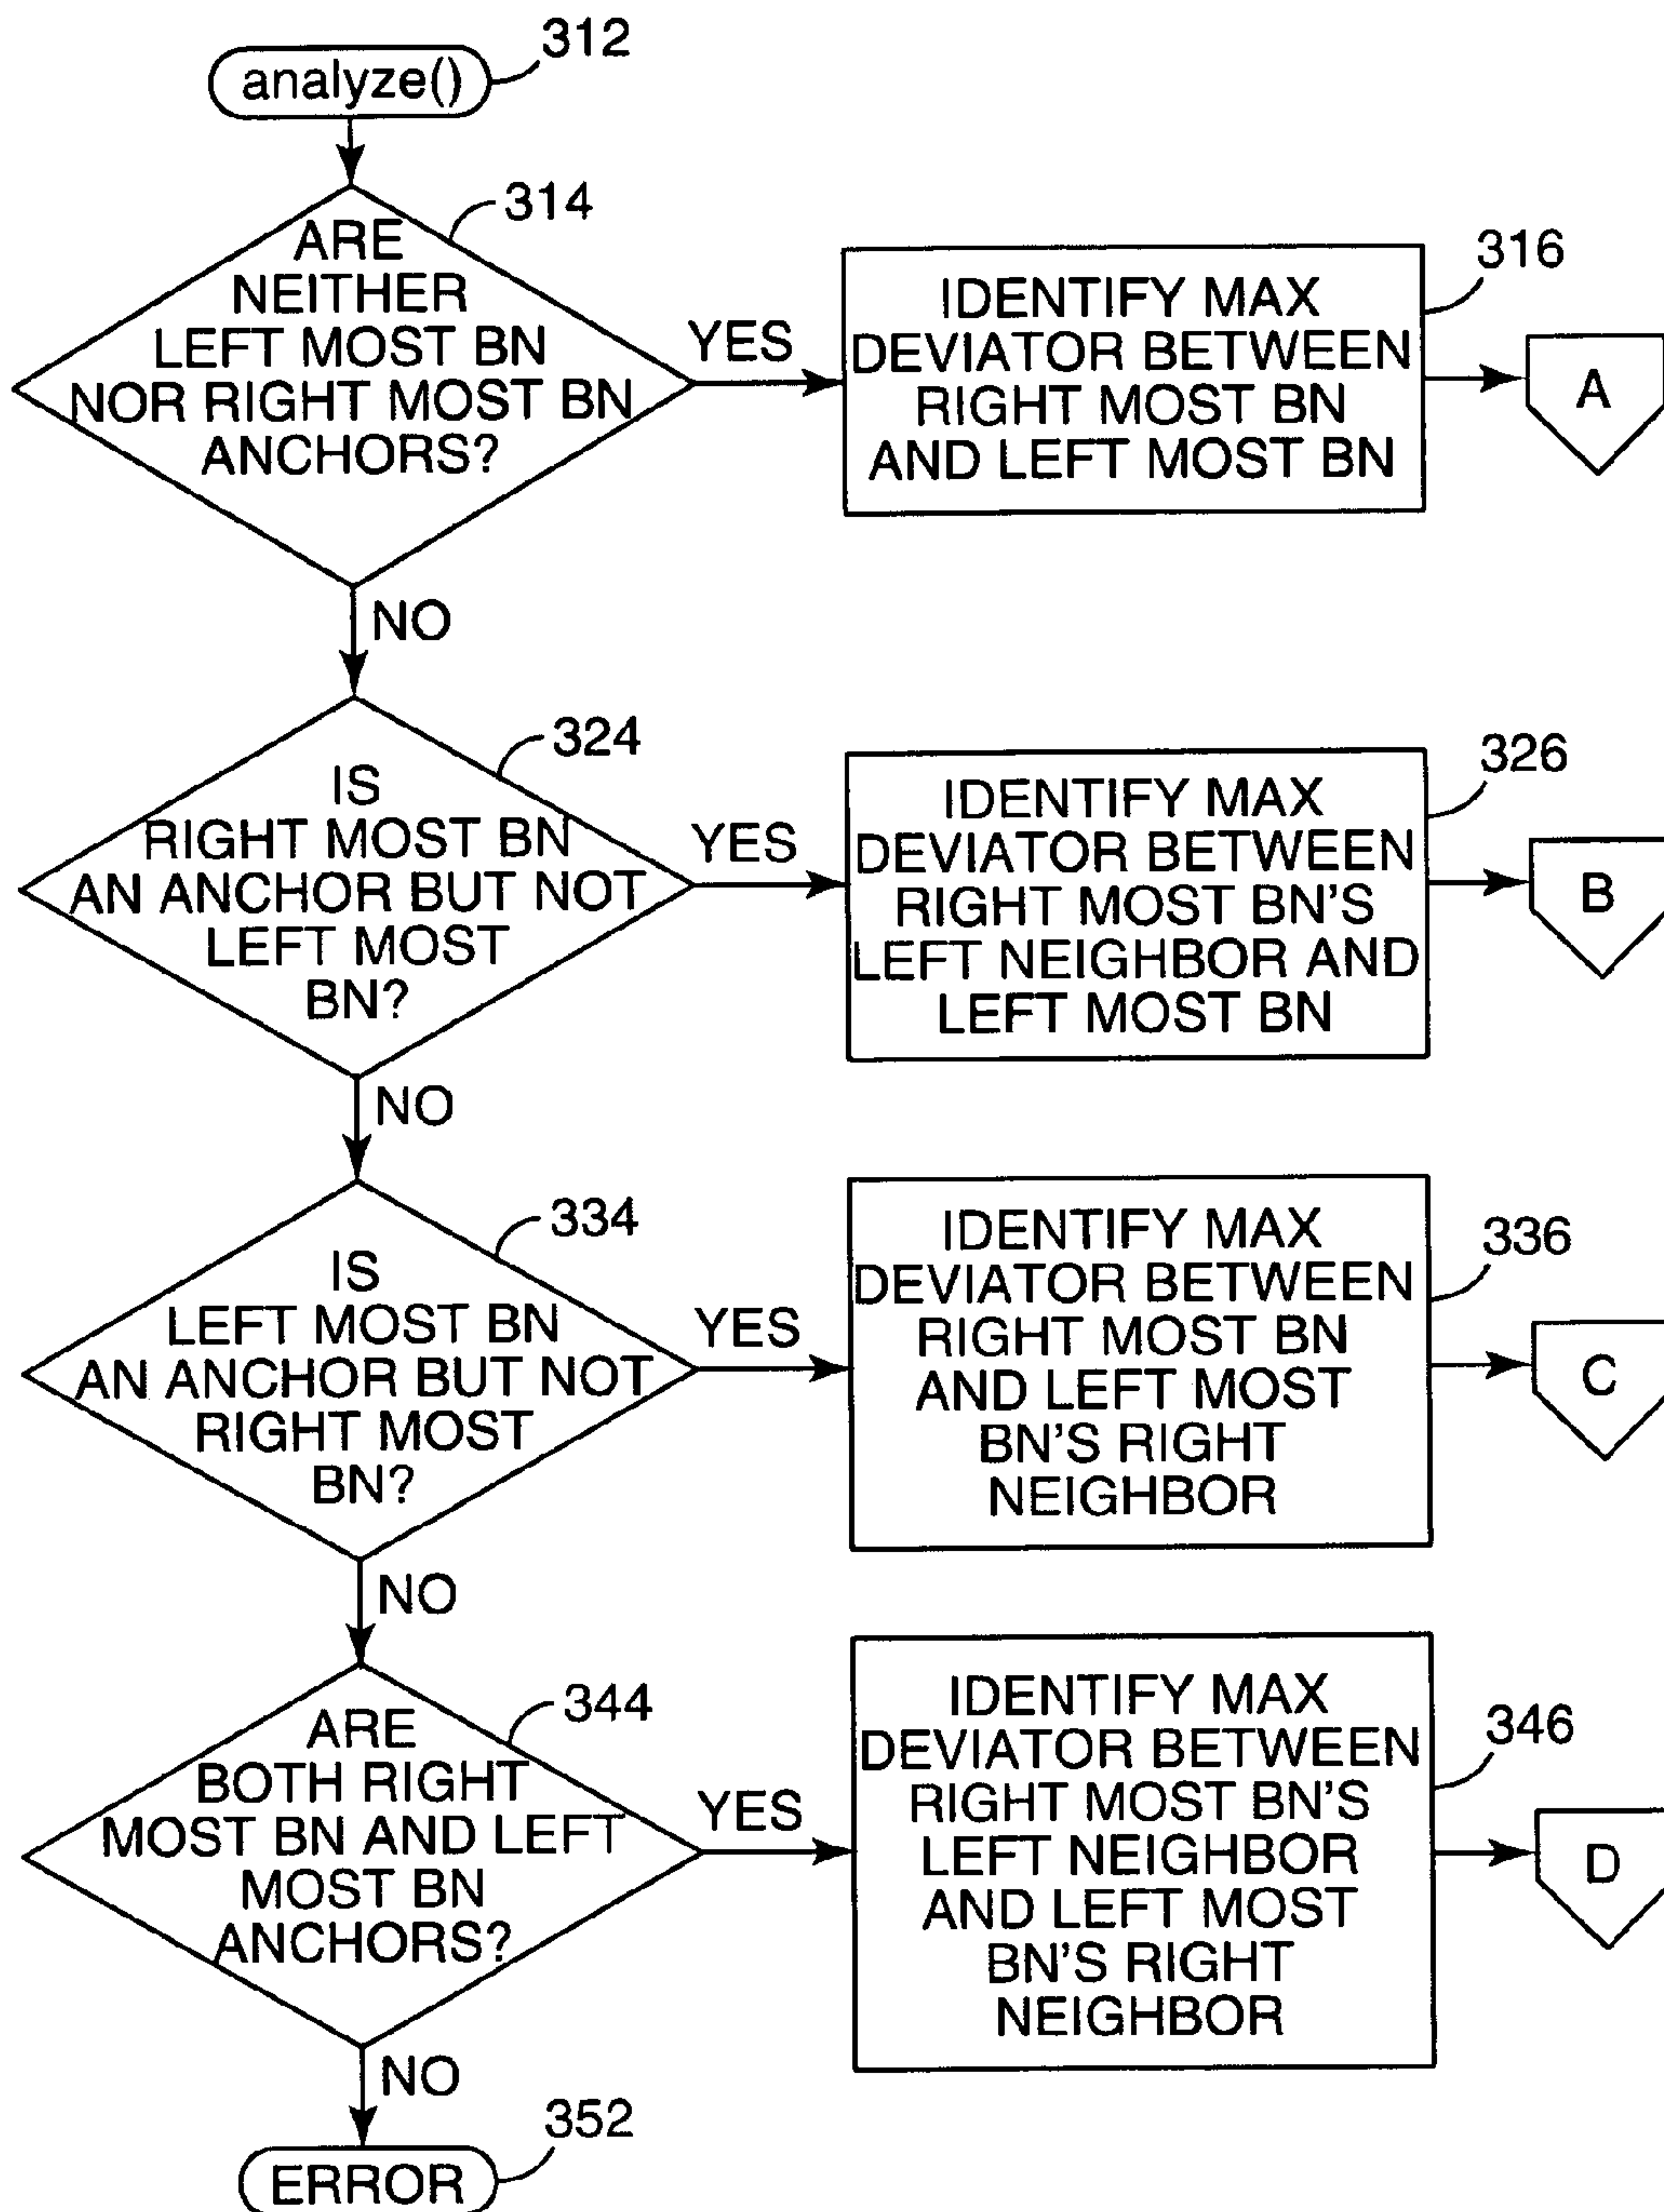 312
analyze()
314
ARE
NEITHER
LEFT MOST BN
NOR RIGHT MOST BN
ANCHORS?
YES
316
IDENTIFY MAX
DEVIATOR BETWEEN
RIGHT MOST BN
AND LEFT MOST BN
A
NO
324
IS
RIGHT MOST BN
AN ANCHOR BUT NOT
LEFT MOST
BN?
YES
326
IDENTIFY MAX
DEVIATOR BETWEEN
RIGHT MOST BN'S
LEFT NEIGHBOR AND
LEFT MOST BN
B
NO
334
IS
LEFT MOST BN
AN ANCHOR BUT NOT
RIGHT MOST
BN?
YES
336
IDENTIFY MAX
DEVIATOR BETWEEN
RIGHT MOST BN
AND LEFT MOST
BN'S RIGHT
NEIGHBOR
C
NO
344
ARE
BOTH RIGHT
MOST BN AND LEFT
MOST BN
ANCHORS?
YES
346
IDENTIFY MAX
DEVIATOR BETWEEN
RIGHT MOST BN'S
LEFT NEIGHBOR
AND LEFT MOST
BN'S RIGHT
NEIGHBOR
D
NO
352
ERROR